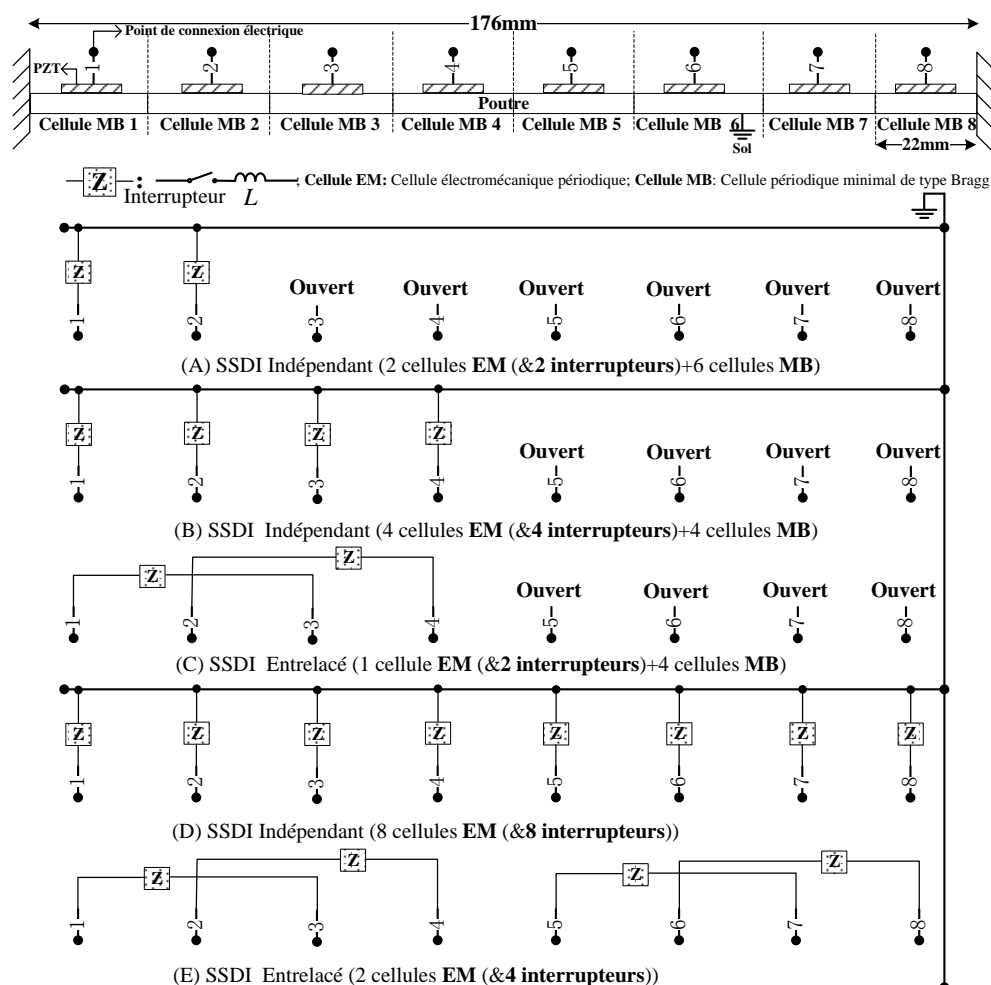 176mm
Point de connexion électrique
PZT
1 2 3 4 5 6 7 8
Poutre
Cellule MB 1 Cellule MB 2 Cellule MB 3 Cellule MB 4 Cellule MB 5 Cellule MB 6 Cellule MB 7 Cellule MB 8
Sol
22mm
Z : Interrupteur L ; Cellule EM: Cellule électromécanique périodique; Cellule MB: Cellule périodique minimal de type Bragg
Z Z
Ouvert Ouvert Ouvert Ouvert Ouvert Ouvert
1 2 3 4 5 6 7 8
(A) SSDI Indépendant (2 cellules EM (&2 interrupteurs)+6 cellules MB)
Z Z Z Z
Ouvert Ouvert Ouvert Ouvert
1 2 3 4 5 6 7 8
(B) SSDI Indépendant (4 cellules EM (&4 interrupteurs)+4 cellules MB)
Z Z
Ouvert Ouvert Ouvert Ouvert
1 2 3 4 5 6 7 8
(C) SSDI Entrelacé (1 cellule EM (&2 interrupteurs)+4 cellules MB)
Z Z Z Z Z Z Z Z
1 2 3 4 5 6 7 8
(D) SSDI Indépendant (8 cellules EM (&8 interrupteurs))
Z Z Z Z
1 2 3 4 5 6 7 8
(E) SSDI Entrelacé (2 cellules EM (&4 interrupteurs))